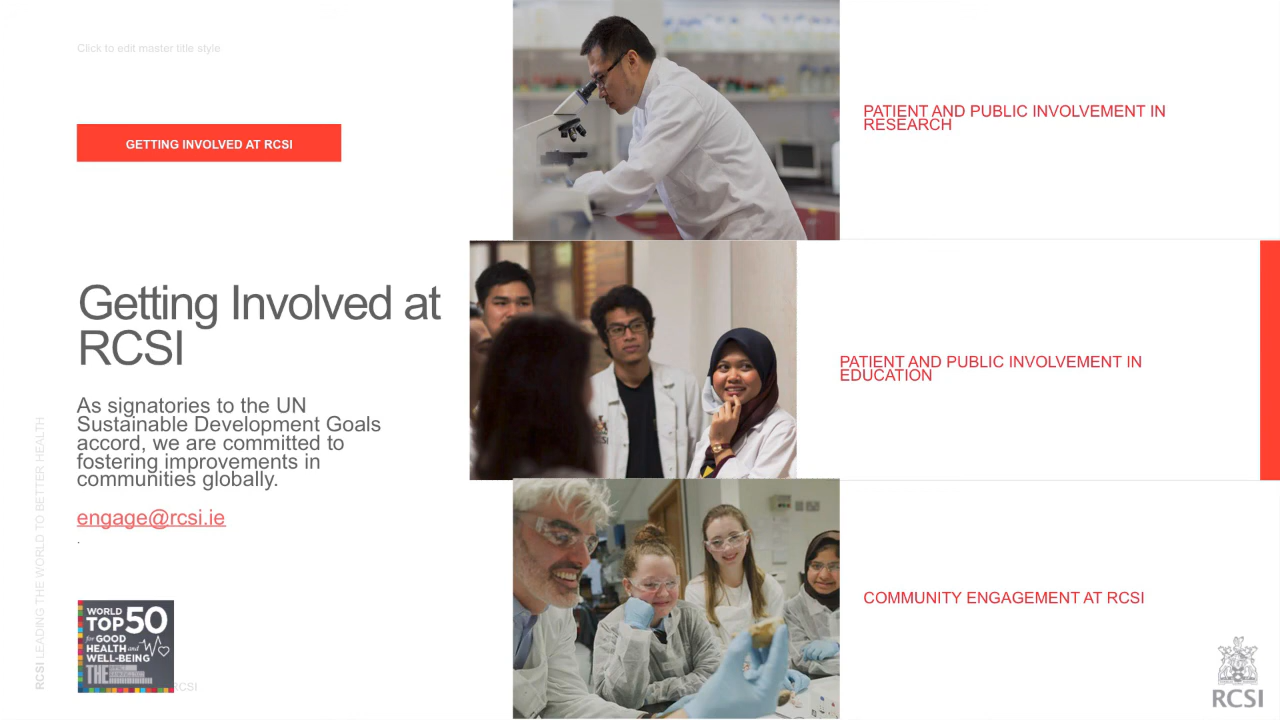 Click to edit master title style
GETTING INVOLVED AT RCSI
Getting Involved at
RCSI
As signatories to the UN
Sustainable Development Goals
accord, we are committed to
fostering improvements in
communities globally.
engage@rcsi.ie
.
RCSI LEADING THE WORLD TO BETTER HEALTH
WORLD
TOP 50
for GOOD
HEALTH and
WELL-BEING
THE
RCSI
PATIENT AND PUBLIC INVOLVEMENT IN
RESEARCH
PATIENT AND PUBLIC INVOLVEMENT IN
EDUCATION
COMMUNITY ENGAGEMENT AT RCSI
RCSI